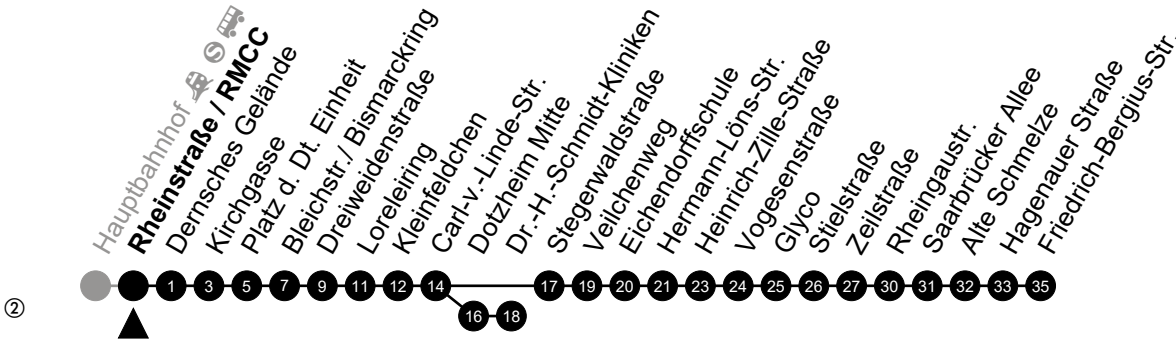 Hauptbahnhof
Rheinstraße / RMCC
Dernsches Gelände
Kirchgasse
Platz d. Dt. Einheit
Bleichstr./ Bismarckring
Dreiweidenstraße
Loreleiring
Kleinfeldchen
Carl-v.-Linde-Str.
Dotzheim Mitte
Dr.-H.-Schmidt-Kliniken
Stegerwaldstraße
Veilchenweg
Eichendorffschule
Hermann-Löns-Str.
Heinrich-Zille-Straße
Vogesenstraße
Glyco
Stielstraße
Zeilstraße
Rheingaustr.
Saarbrücker Allee
Alte Schmelze
Hagenauer Straße
Friedrich-Bergius-Str.
1 3 5 7 9 11 12 14 17 19 20 21 23 24 25 26 27 30 31 32 33 35
② 16 18